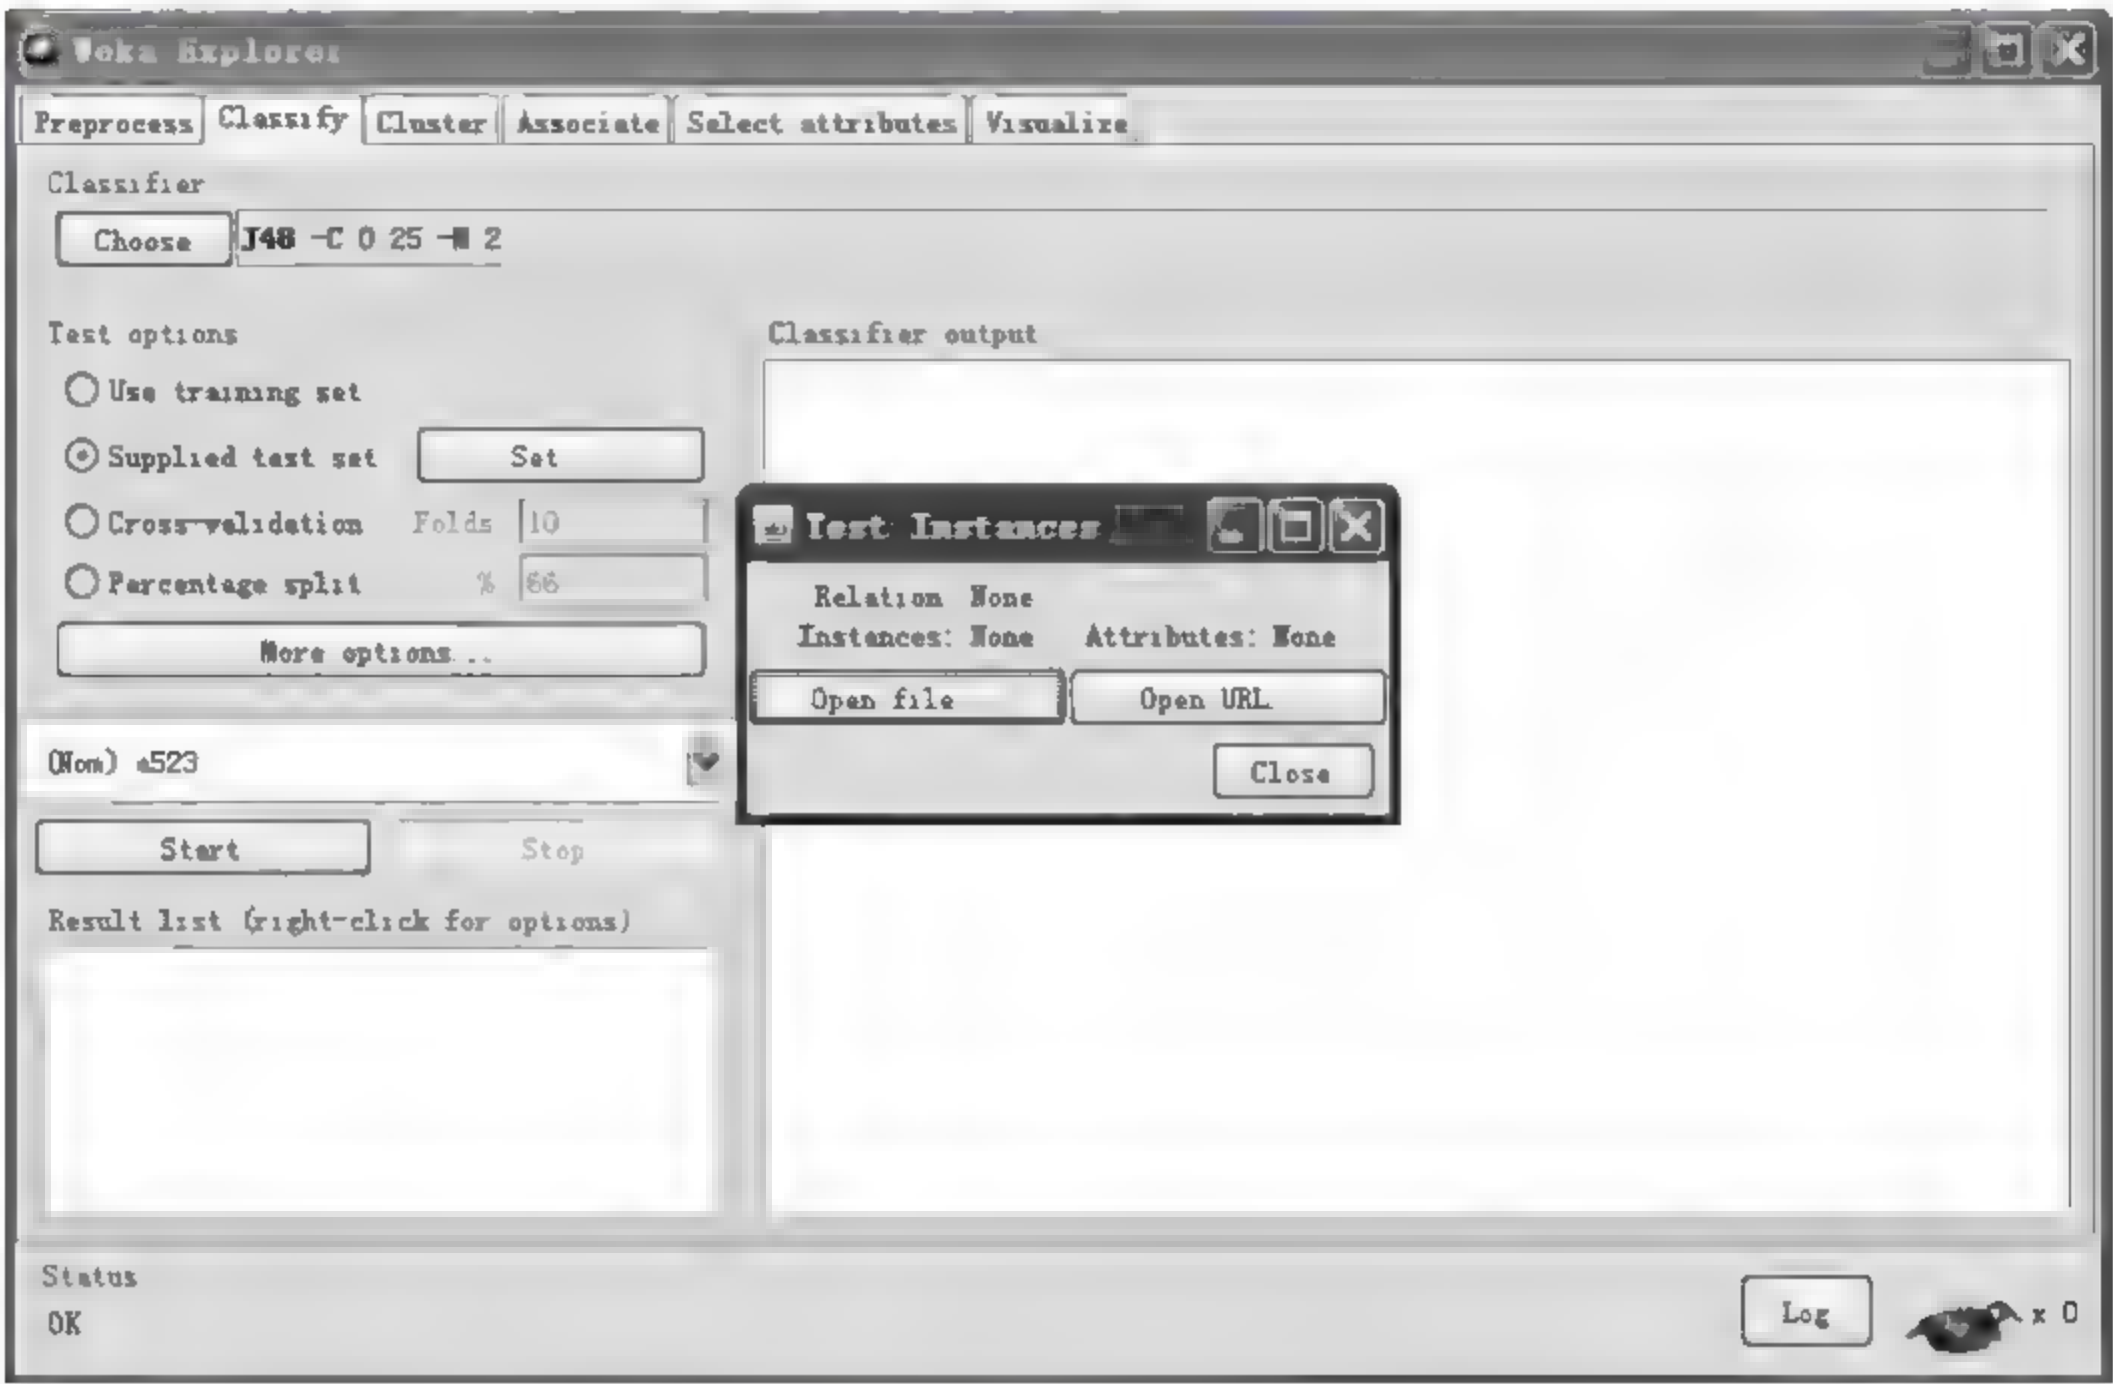 Weka Explorer
Preprocess Classify Cluster Associate Select attributes Visualize
Classifier
Choose J48 -C 0 25 -M 2
Test options
Use training set
Supplied test set Set
Cross-validation Folds 10
Percentage split % 66
More options...
(Nom) a523
Start Stop
Result list (right-click for options)
Classifier output
Test Instances
Relation None
Instances: None Attributes: None
Open file Open URL
Close
Status
OK
Log x 0